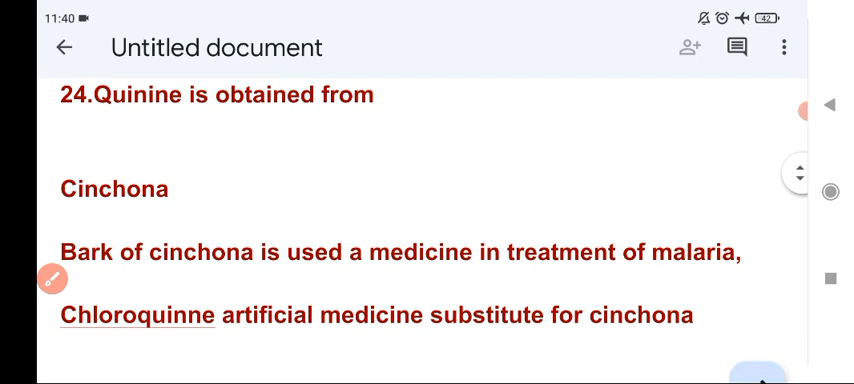 11:40
42
Untitled document
24.Quinine is obtained from
Cinchona
Bark of cinchona is used a medicine in treatment of malaria,
Chloroquinne artificial medicine substitute for cinchona